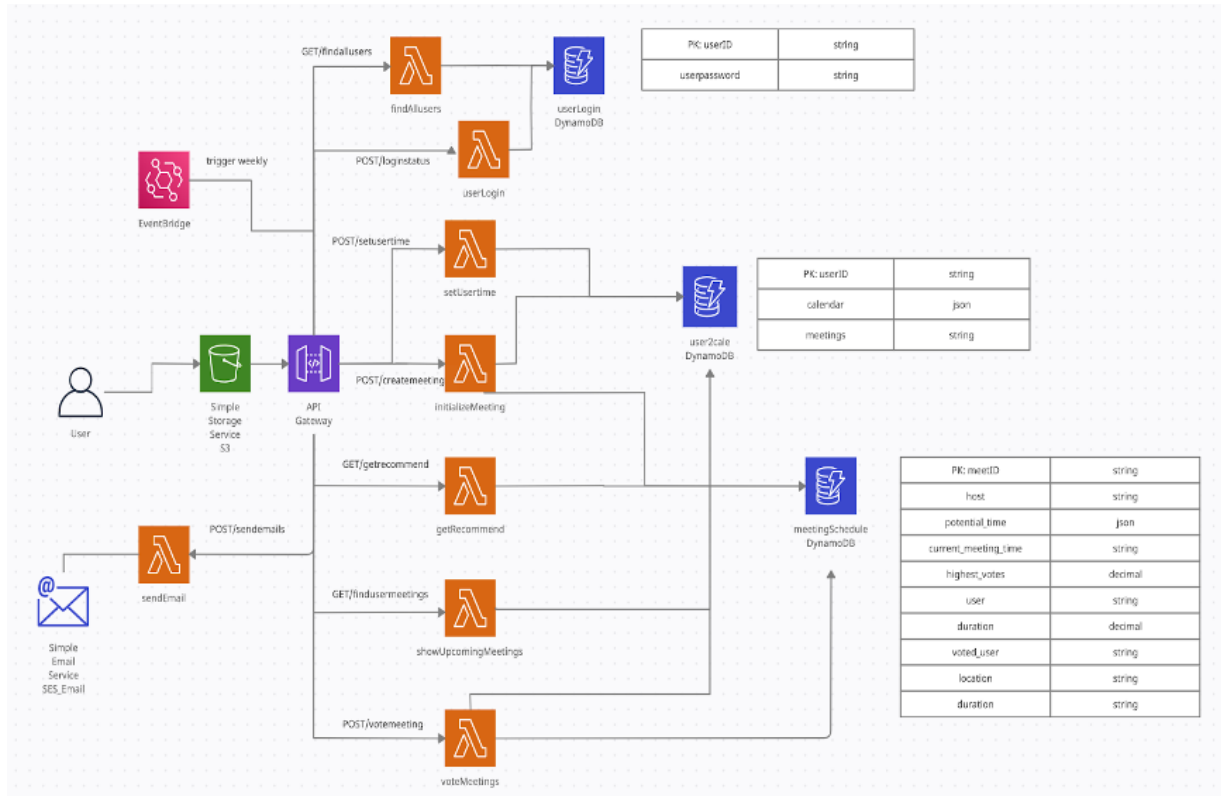 GET/findallusers
findAllusers
userLogin
DynamoDB
PK: userID string
userpassword string
trigger weekly
EventBridge
POST/loginstatus
userLogin
POST/setusertime
setUsertime
user2cale
DynamoDB
PK: userID string
calendar json
meetings string
User
Simple
Storage
Service
S3
API
Gateway
POST/createmeeting
initializeMeeting
GET/getrecommend
getRecommend
meetingSchedule
DynamoDB
PK: meetID string
host string
potential_time json
current_meeting_time string
highest_votes decimal
user string
duration decimal
voted_user string
location string
duration string
POST/sendemails
sendEmail
@
Simple
Email
Service
SES_Email
GET/findusermeetings
showUpcomingMeetings
POST/votemeeting
voteMeetings